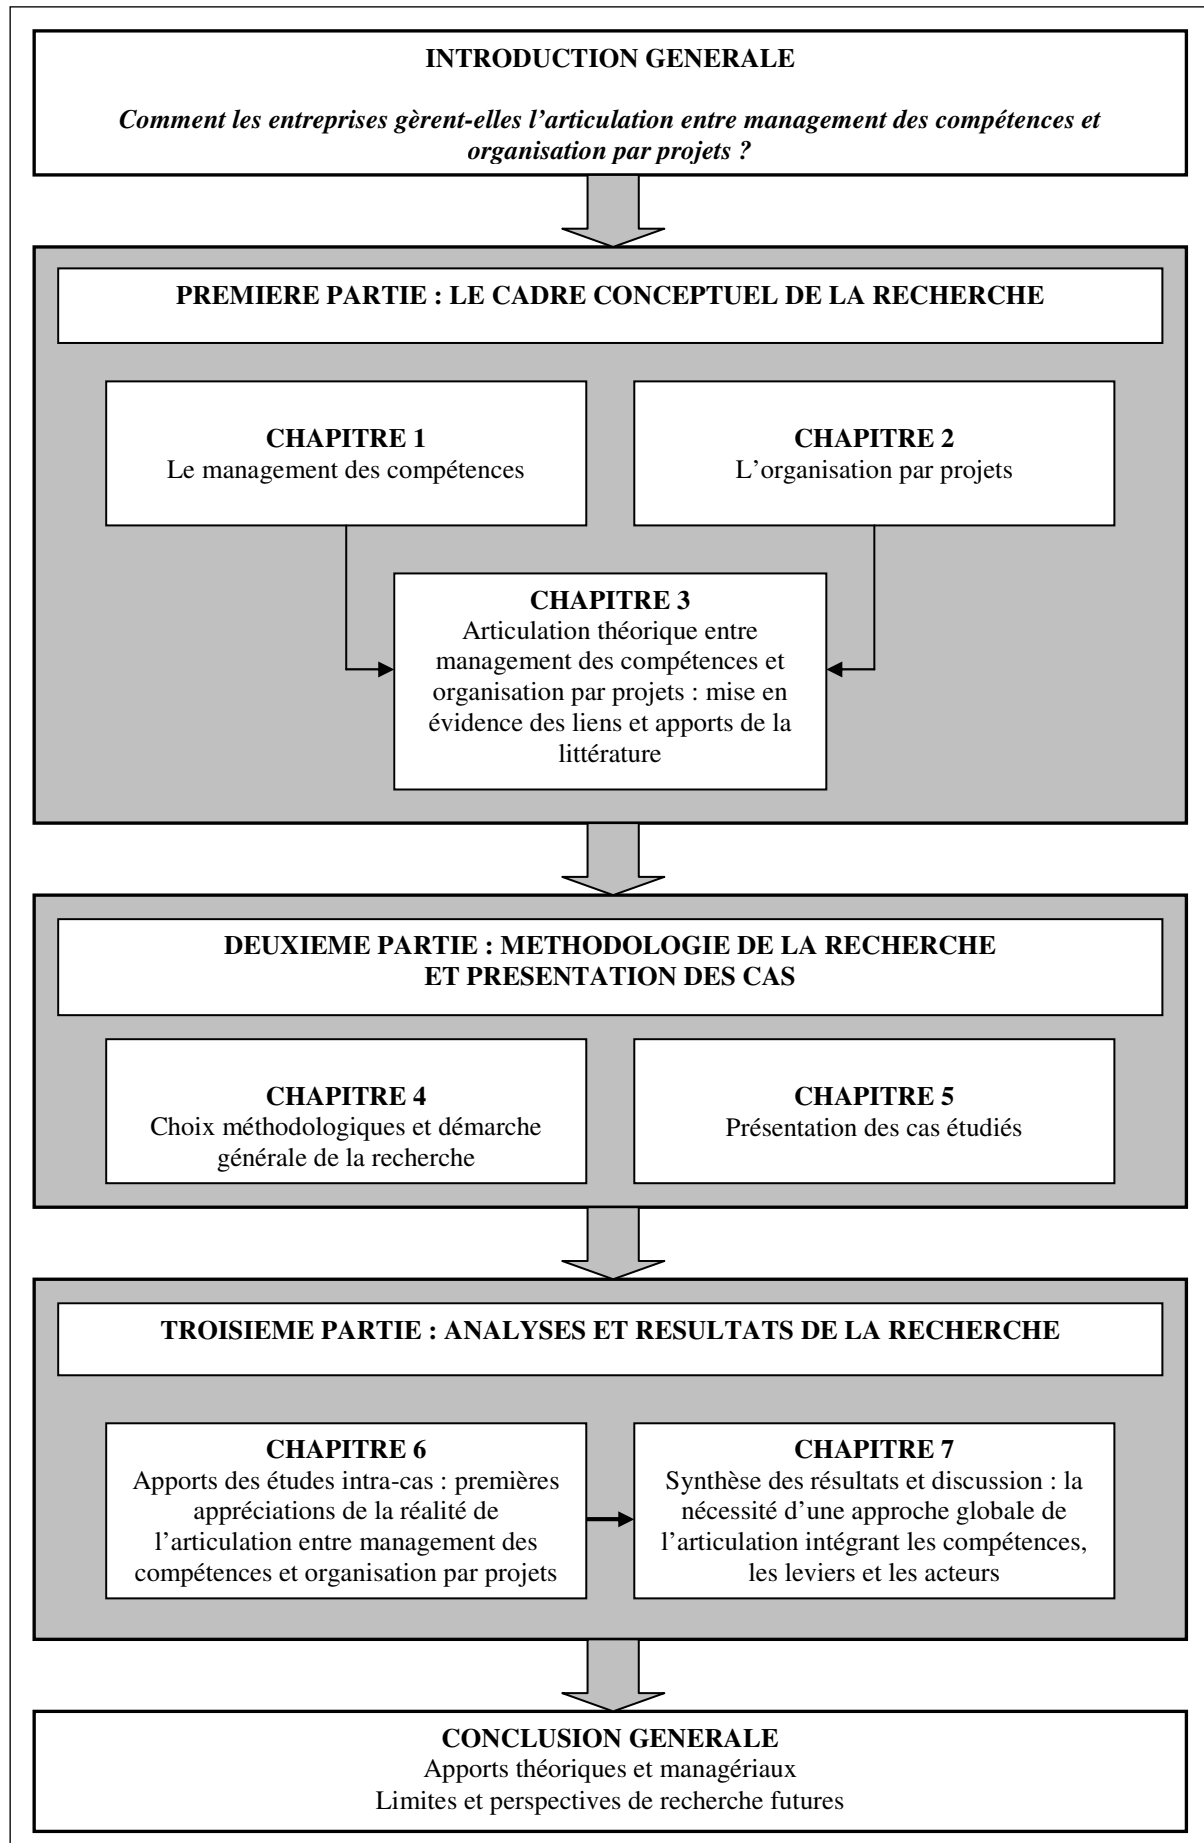 INTRODUCTION GENERALE
Comment les entreprises gèrent-elles l’articulation entre management des compétences et
organisation par projets ?
PREMIERE PARTIE : LE CADRE CONCEPTUEL DE LA RECHERCHE
CHAPITRE 1
Le management des compétences
CHAPITRE 2
L’organisation par projets
CHAPITRE 3
Articulation théorique entre
management des compétences et
organisation par projets : mise en
évidence des liens et apports de la
littérature
DEUXIEME PARTIE : METHODOLOGIE DE LA RECHERCHE
ET PRESENTATION DES CAS
CHAPITRE 4
Choix méthodologiques et démarche
générale de la recherche
CHAPITRE 5
Présentation des cas étudiés
TROISIEME PARTIE : ANALYSES ET RESULTATS DE LA RECHERCHE
CHAPITRE 6
Apports des études intra-cas : premières
appréciations de la réalité de
l’articulation entre management des
compétences et organisation par projets
CHAPITRE 7
Synthèse des résultats et discussion : la
nécessité d’une approche globale de
l’articulation intégrant les compétences,
les leviers et les acteurs
CONCLUSION GENERALE
Apports théoriques et managériaux
Limites et perspectives de recherche futures